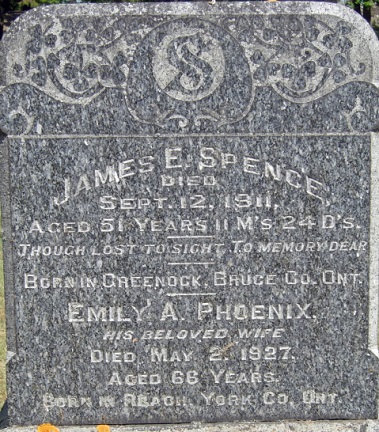 S
JAMES E. SPENCE,
DIED
SEPT. 12, 1911,
AGED 51 YEARS 11 M'S 24 D'S.
THOUGH LOST TO SIGHT, TO MEMORY DEAR
BORN IN GREENOCK, BRUCE CO. ONT.
EMILY A. PHOENIX,
HIS BELOVED WIFE
DIED MAY 2, 1927.
AGED 66 YEARS.
BORN IN REACH, YORK CO. ONT.